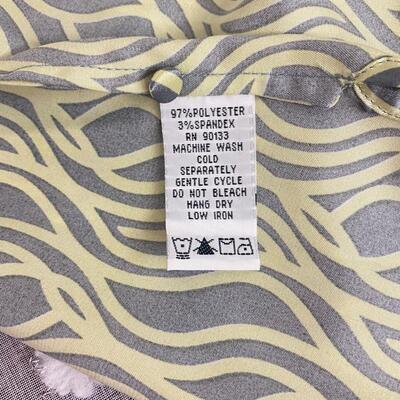 97%POLYESTER
3%SPANDEX
RN 90133
MACHINE WASH
COLD
SEPARATELY
GENTLE CYCLE
DO NOT BLEACH
HANG DRY
LOW IRON